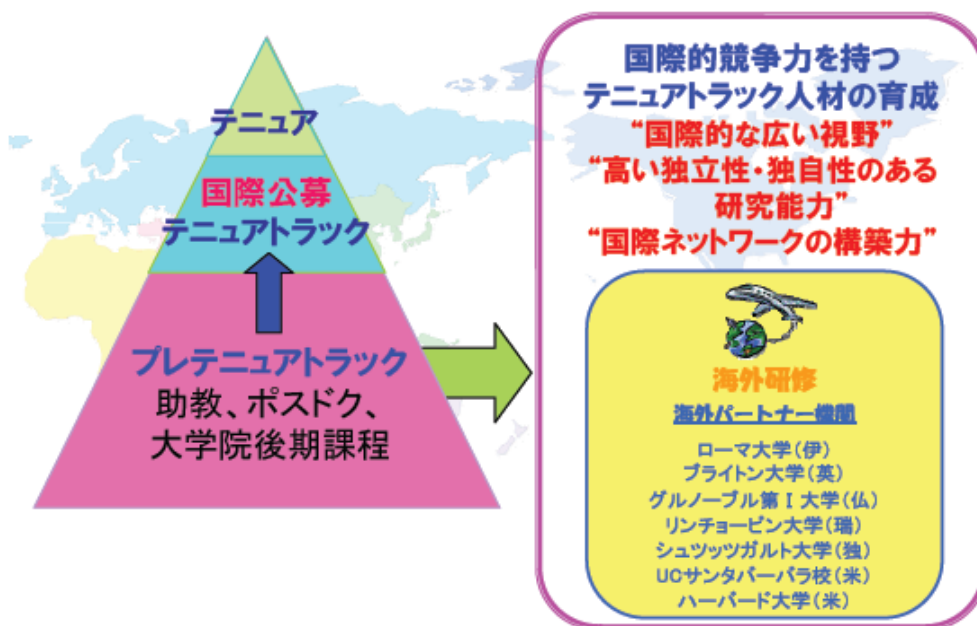 テニュア
国際公募
テニュアトラック
プレテニュアトラック
助教、ポスドク、
大学院後期課程
国際的競争力を持つ
テニュアトラック人材の育成
“国際的な広い視野”
“高い独立性・独自性のある
研究能力”
“国際ネットワークの構築力”
海外研修
海外パートナー機関
ローマ大学(伊)
ブライトン大学(英)
グルノーブル第Ⅰ大学(仏)
リンチョーピン大学(瑞)
シュツッツガルト大学(独)
UCサンタバーバラ校(米)
ハーバード大学(米)